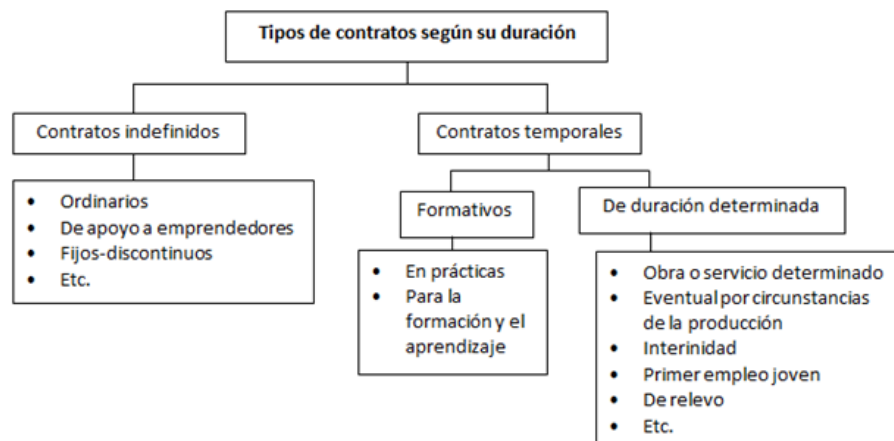 Tipos de contratos según su duración
Contratos indefinidos
Contratos temporales
• Ordinarios
• De apoyo a emprendedores
• Fijos-discontinuos
• Etc.
Formativos
De duración determinada
• En prácticas
• Para la
formación y el
aprendizaje
• Obra o servicio determinado
• Eventual por circunstancias
de la producción
• Interinidad
• Primer empleo joven
• De relevo
• Etc.